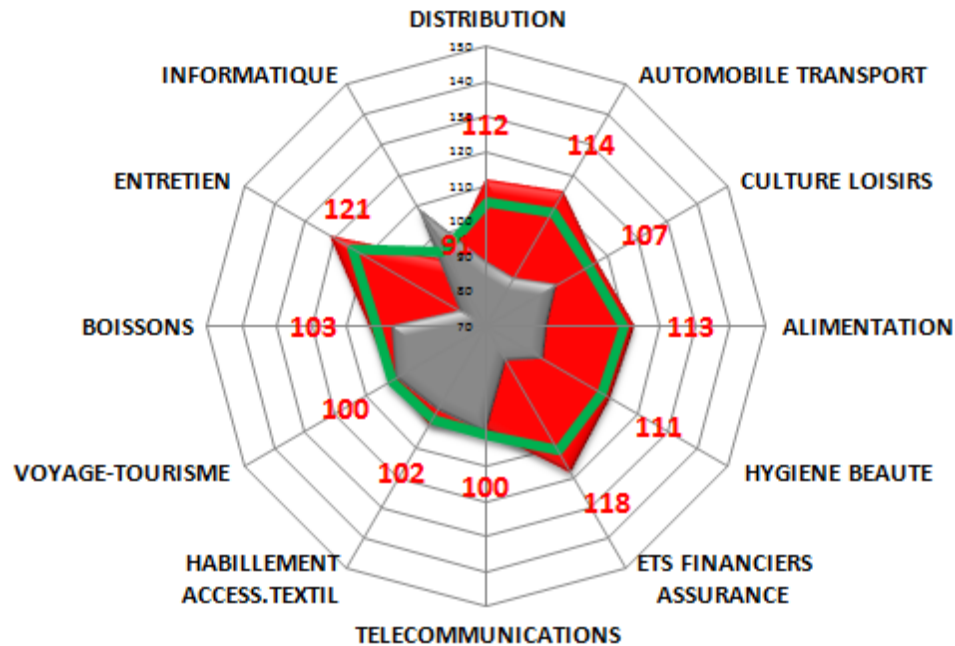 DISTRIBUTION
150
INFORMATIQUE
AUTOMOBILE TRANSPORT
140
130
112
114
120
ENTRETIEN
CULTURE LOISIRS
110
121
100
107
91
90
80
BOISSONS
103
70
113
ALIMENTATION
100
111
VOYAGE-TOURISME
102
100
118
HYGIENE BEAUTE
HABILLEMENT
ACCESS.TEXTIL
ETS FINANCIERS
ASSURANCE
TELECOMMUNICATIONS